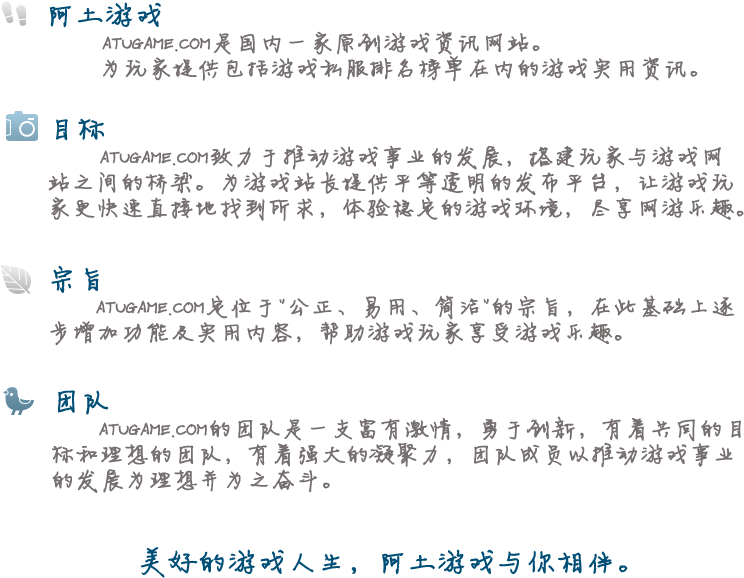 阿土游戏
ATUGAME.COM是国内一家原创游戏资讯网站。
为玩家提供包括游戏私服排名榜单在内的游戏实用资讯。
目标
ATUGAME.COM致力于推动游戏事业的发展，搭建玩家与游戏网
站之间的桥梁。为游戏站长提供平等透明的发布平台，让游戏玩
家更快速直接地找到所求，体验稳定的游戏环境，尽享网游乐趣。
宗旨
ATUGAME.COM定位于"公正、易用、简洁"的宗旨，在此基础上逐
步增加功能及实用内容，帮助游戏玩家享受游戏乐趣。
团队
ATUGAME.COM的团队是一支富有激情，勇于创新，有着共同的目
标和理想的团队，有着强大的凝聚力，团队成员以推动游戏事业
的发展为理想并为之奋斗。
美好的游戏人生，阿土游戏与你相伴。